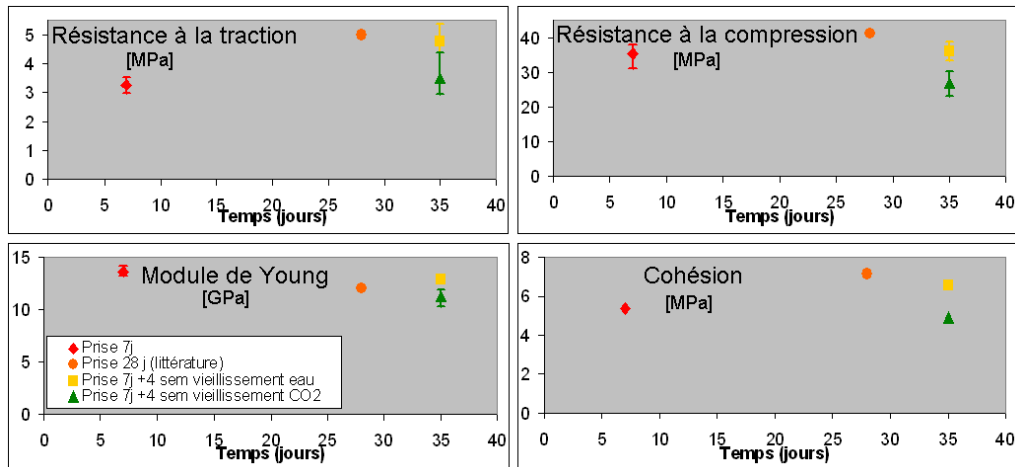 Résistance à la traction
[MPa]
5
4
3
2
1
0
0 5 10 15 20 25 30 35 40
Temps (jours)
Résistance à la compression
[MPa]
40
30
20
10
0
0 5 10 15 20 25 30 35 40
Temps (jours)
Module de Young
[GPa]
15
10
5
0
Prise 7j
Prise 28 j (littérature)
Prise 7j +4 sem vieillissement eau
Prise 7j +4 sem vieillissement CO2
0 5 10 15 20 25 30 35 40
Temps (jours)
Cohésion
[MPa]
8
6
4
2
0
0 5 10 15 20 25 30 35 40
Temps (jours)